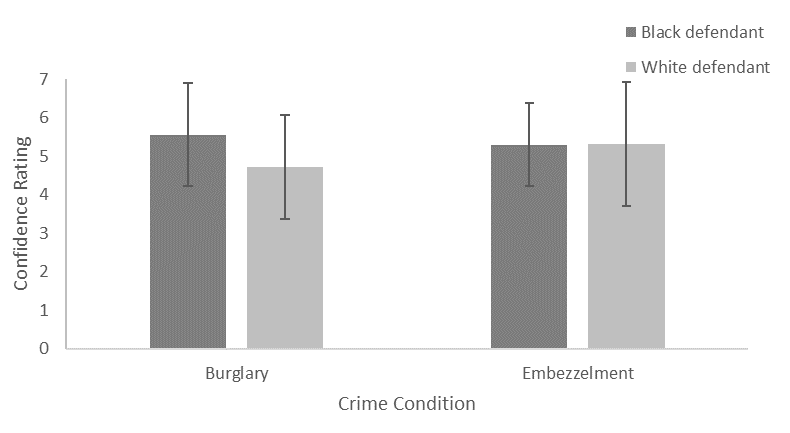 Black defendant
White defendant
7
6
5
4
3
2
1
0
Confidence Rating
Burglary
Embezzelment
Crime Condition